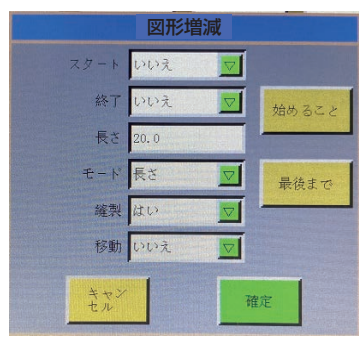 図形増減
スタート いいえ
終了 いいえ
始めること
長さ 20.0
モード 長さ
最後まで
縫製 はい
移動 いいえ
キャン
セル
確定